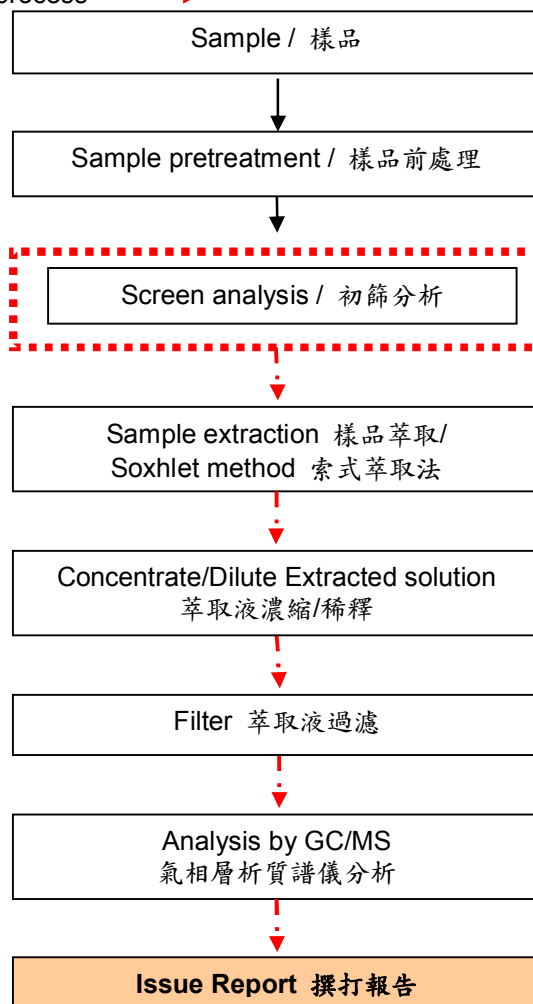 process
Sample / 樣品
Sample pretreatment / 樣品前處理
Screen analysis / 初篩分析
Sample extraction 樣品萃取/
Soxhlet method 索式萃取法
Concentrate/Dilute Extracted solution
萃取液濃縮/稀釋
Filter 萃取液過濾
Analysis by GC/MS
氣相層析質譜儀分析
Issue Report 撰打報告